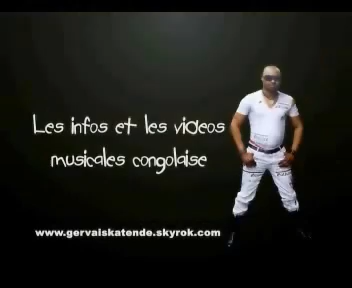 Les infos et les videos
musicales congolaise
www.gervaiskatende.skyrok.com